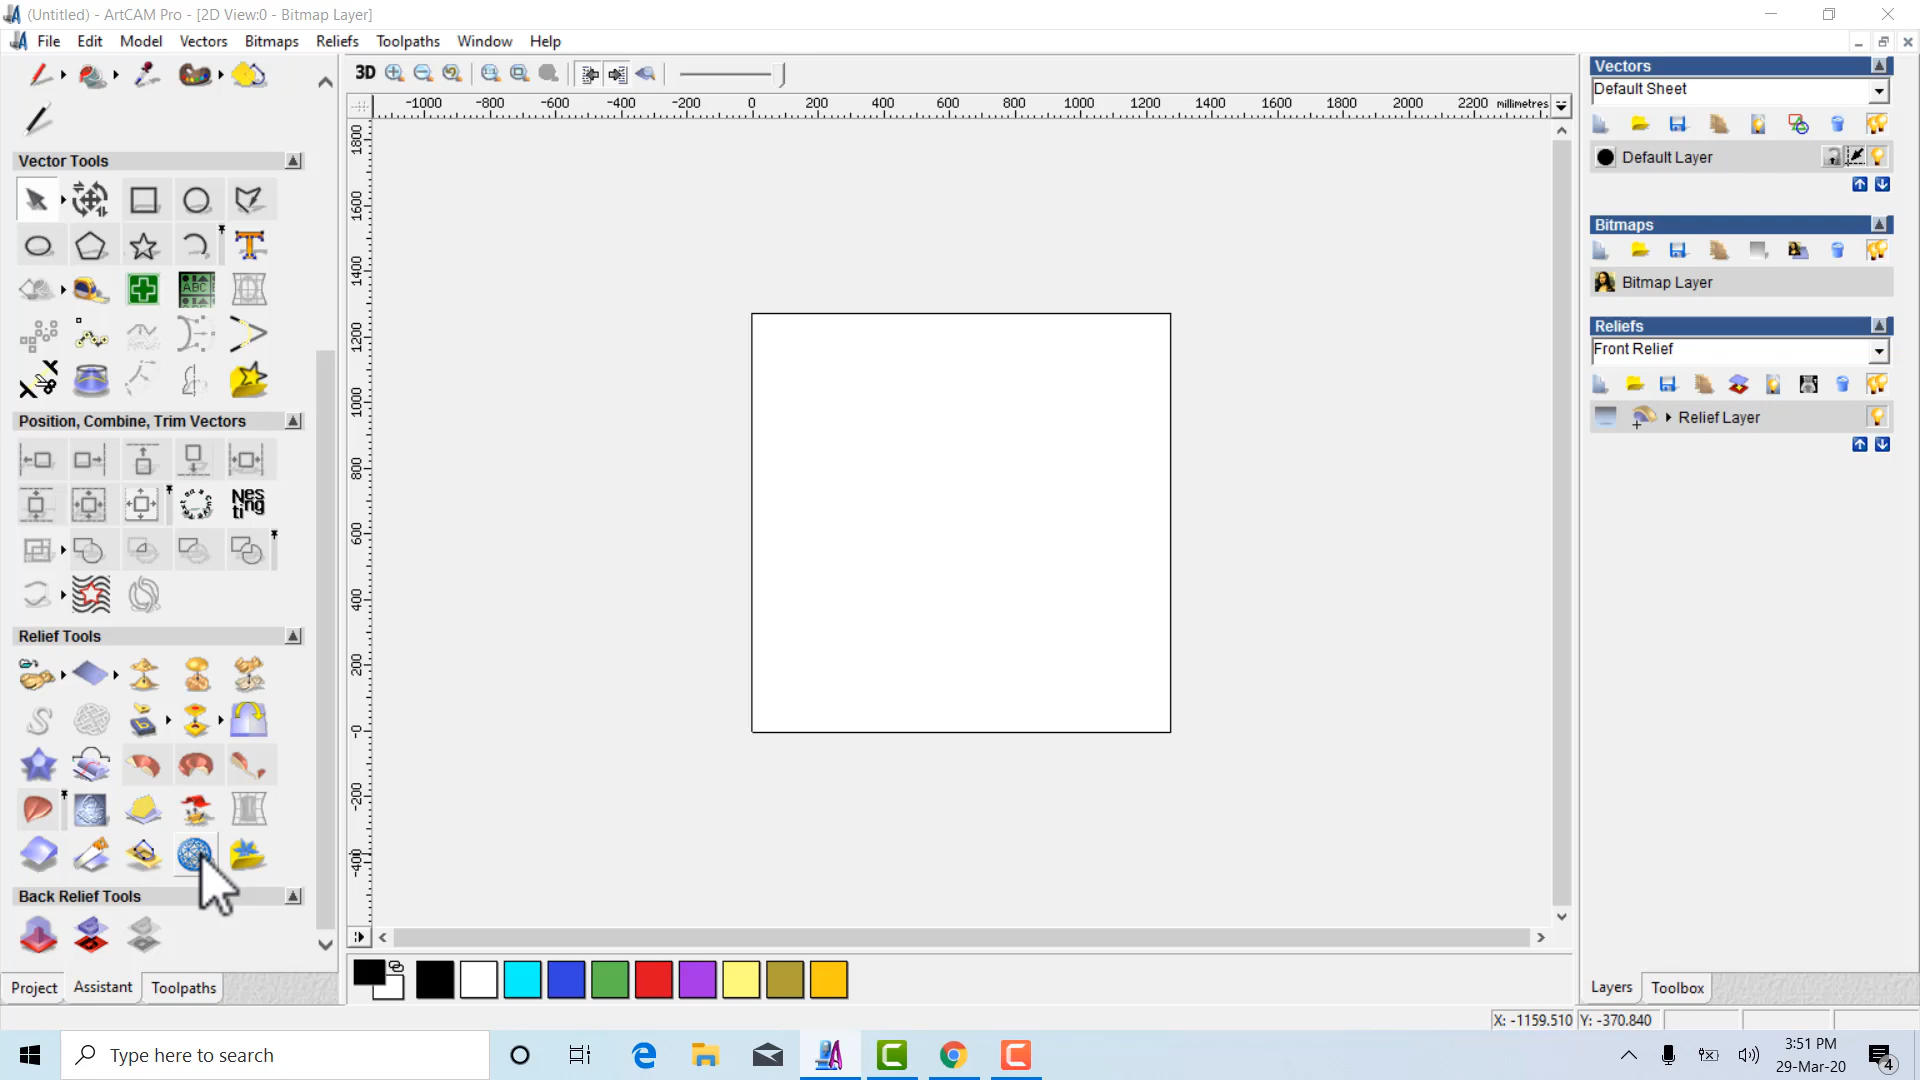 (Untitled) - ArtCAM Pro - [2D View:0 - Bitmap Layer]
File Edit Model Vectors Bitmaps Reliefs Toolpaths Window Help
3D
-1000 -800 -600 -400 -200 0 200 400 600 800 1000 1200 1400 1600 1800 2000 2200 millimetres
1800
1600
1400
1200
1000
800
600
400
200
-0
-200
-400
Vector Tools
T
ABC
Position, Combine, Trim Vectors
Nes
ting
Relief Tools
Back Relief Tools
Project Assistant Toolpaths
Vectors
Default Sheet
Default Layer
Bitmaps
Bitmap Layer
Reliefs
Front Relief
Relief Layer
Layers Toolbox
X: -1159.510 Y: -370.840
Type here to search
3:51 PM
29-Mar-20
4